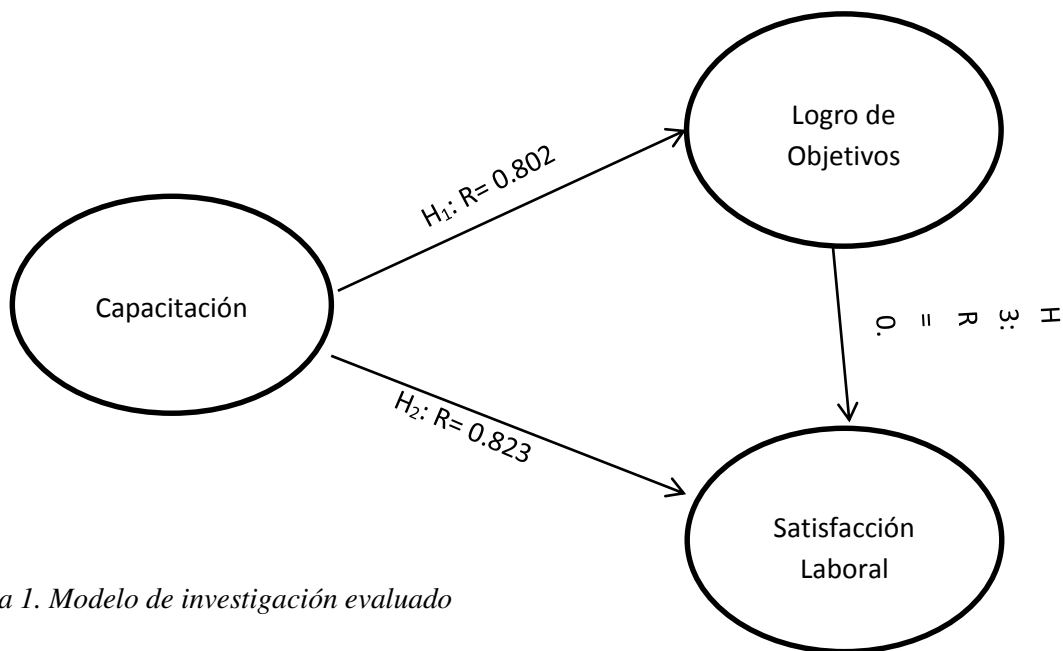 Logro de
Objetivos
H₁: R= 0.802
Capacitación
H
3:
R
=
0.
H₂: R= 0.823
Satisfacción
Laboral
a 1. Modelo de investigación evaluado